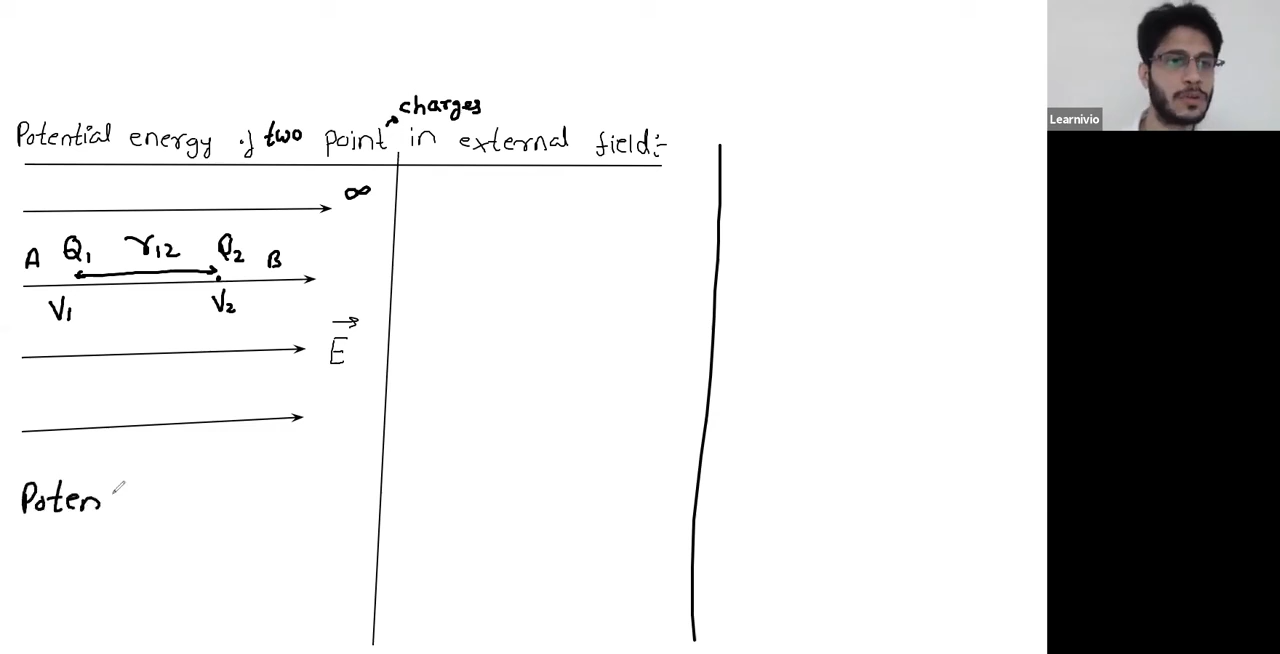 charges
Potential energy of two point in external field:-
∞
A Q₁ r₁₂ Q₂ B
V₁ V₂
E
Poten
Learnivio